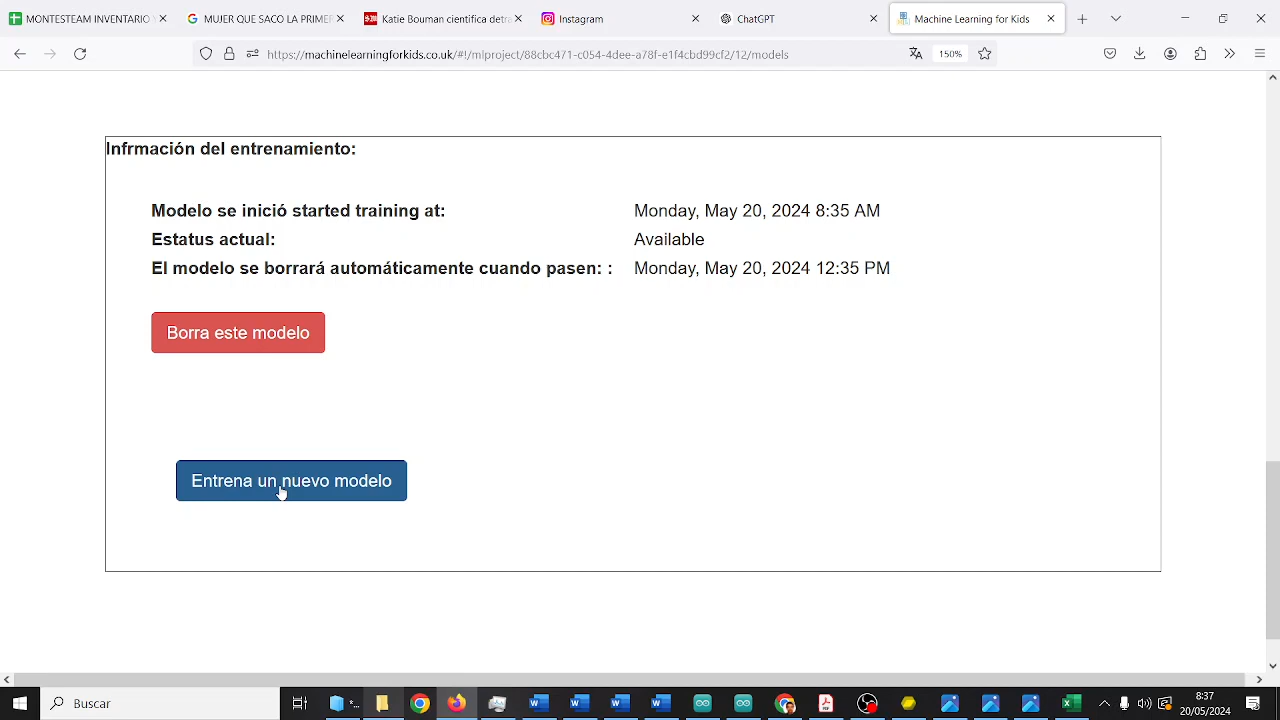 MONTESTEAM INVENTARIO
MUJER QUE SACO LA PRIMER
Katie Bouman: científica detrás
Instagram
ChatGPT
Machine Learning for Kids
https://machinelearningforkids.co.uk/#!/mlproject/88cbc471-c054-4dee-a78f-e1f4cbd99cf2/12/models
150%
Infrmación del entrenamiento:
Modelo se inició started training at: Monday, May 20, 2024 8:35 AM
Estatus actual: Available
El modelo se borrará automáticamente cuando pasen: : Monday, May 20, 2024 12:35 PM
Borra este modelo
Entrena un nuevo modelo
Buscar
8:37
20/05/2024